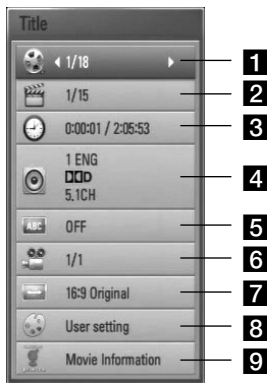 Title
1/18
1
1/15
2
0:00:01 / 2:05:53
3
1 ENG
DD D
5.1CH
4
ABC
OFF
5
1/1
6
16:9 Original
7
User setting
8
Movie Information
9